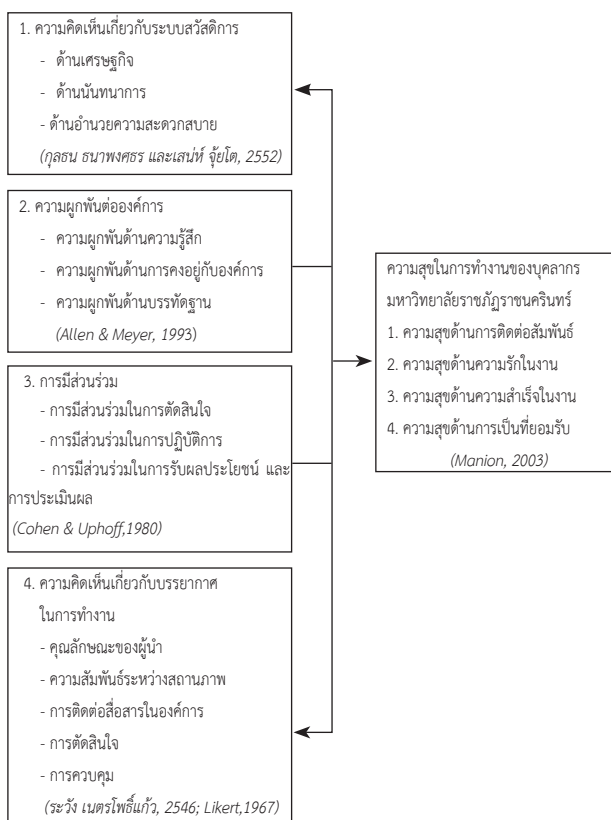 1. ความคิดเห็นเกี่ยวกับระบบสวัสดิการ
- ด้านเศรษฐกิจ
- ด้านนันทนาการ
- ด้านอำนวยความสะดวกสบาย
(กุลธน ธนาพงศธร และเสน่ห์ จุ้ยโต, 2552)
2. ความผูกพันต่อองค์การ
- ความผูกพันด้านความรู้สึก
- ความผูกพันด้านการคงอยู่กับองค์การ
- ความผูกพันด้านบรรทัดฐาน
(Allen & Meyer, 1993)
3. การมีส่วนร่วม
- การมีส่วนร่วมในการตัดสินใจ
- การมีส่วนร่วมในการปฏิบัติการ
- การมีส่วนร่วมในการรับผลประโยชน์ และ
การประเมินผล
(Cohen & Uphoff,1980)
4. ความคิดเห็นเกี่ยวกับบรรยากาศ
ในการทำงาน
- คุณลักษณะของผู้นำ
- ความสัมพันธ์ระหว่างสถานภาพ
- การติดต่อสื่อสารในองค์การ
- การตัดสินใจ
- การควบคุม
(ระวัง เนตรโพธิ์แก้ว, 2546; Likert,1967)
ความสุขในการทำงานของบุคลากร
มหาวิทยาลัยราชภัฏราชนครินทร์
1. ความสุขด้านการติดต่อสัมพันธ์
2. ความสุขด้านความรักในงาน
3. ความสุขด้านความสำเร็จในงาน
4. ความสุขด้านการเป็นที่ยอมรับ
(Manion, 2003)